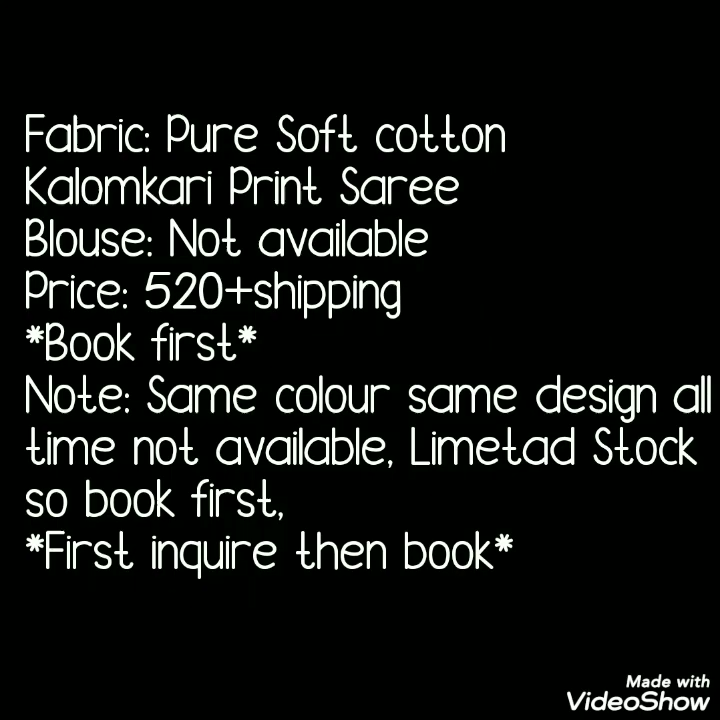 Fabric: Pure Soft cotton
Kalomkari Print Saree
Blouse: Not available
Price: 520+shipping
*Book first*
Note: Same colour same design all
time not available, Limetad Stock
so book first,
*First inquire then book*
Made with
VideoShow